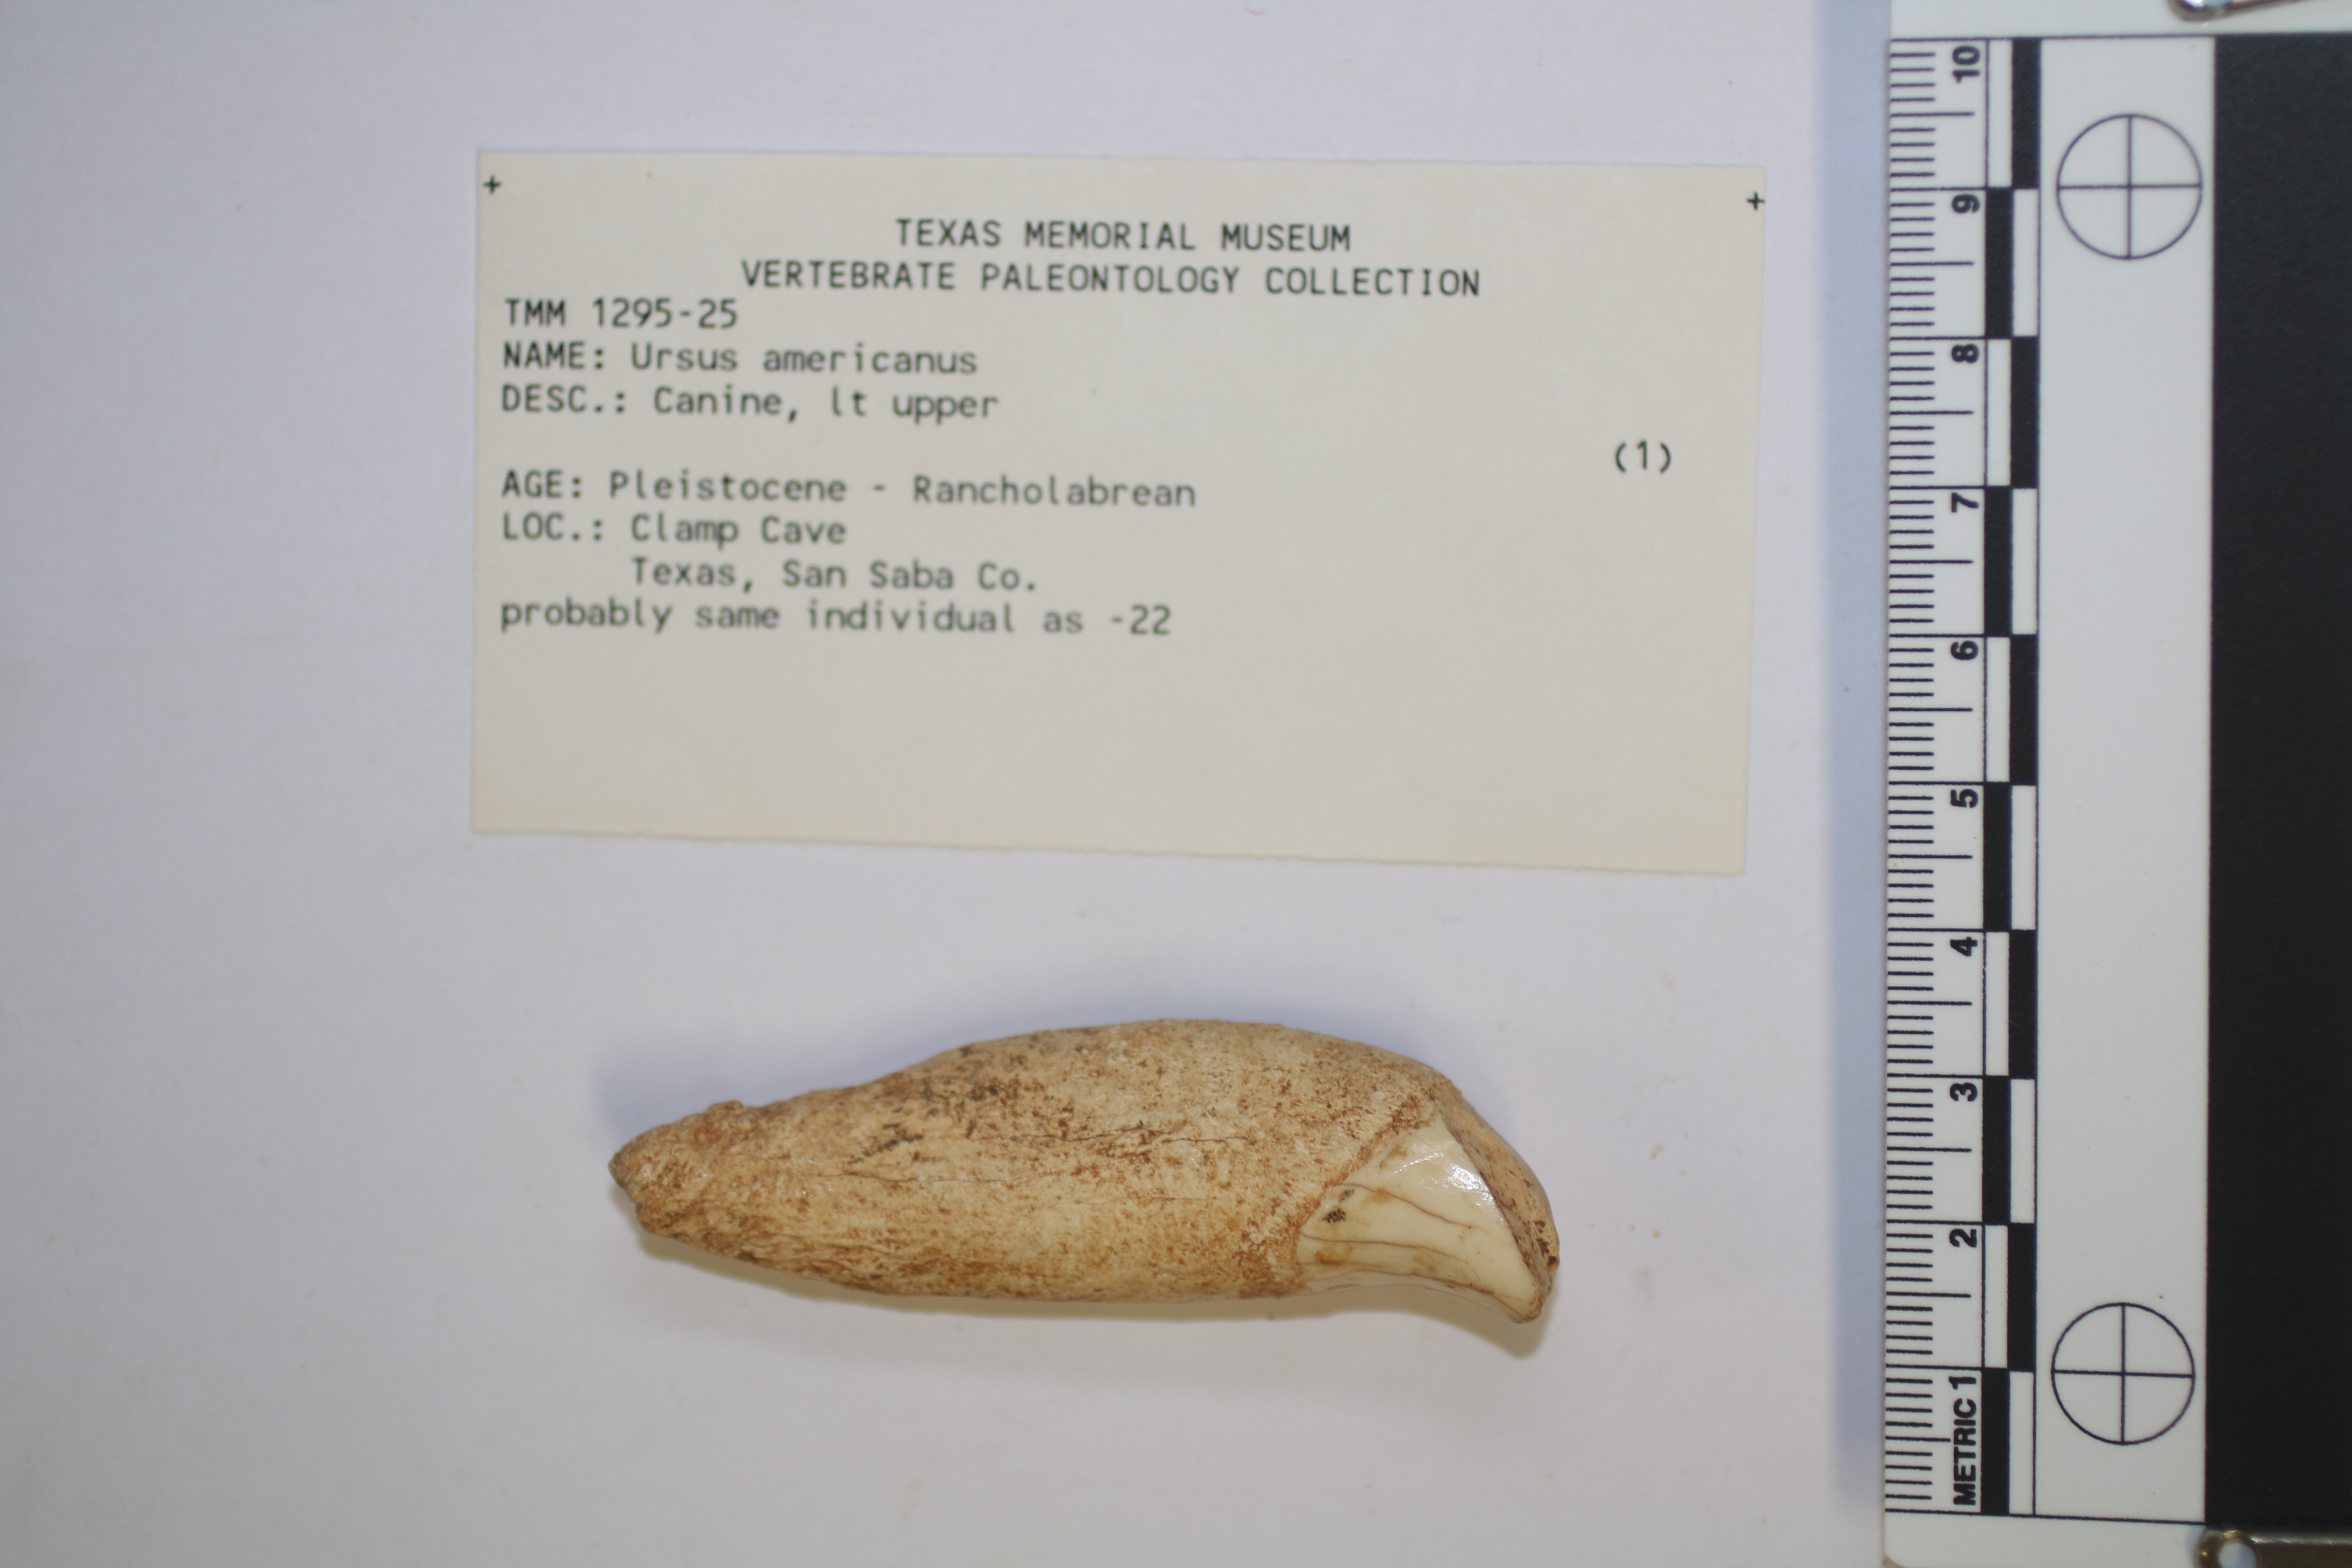 + +
TEXAS MEMORIAL MUSEUM
VERTEBRATE PALEONTOLOGY COLLECTION
TMM 1295-25
NAME: Ursus americanus
DESC.: Canine, lt upper
(1)
AGE: Pleistocene - Rancholabrean
LOC.: Clamp Cave
Texas, San Saba Co.
probably same individual as -22
METRIC 1 2 3 4 5 6 7 8 9 10